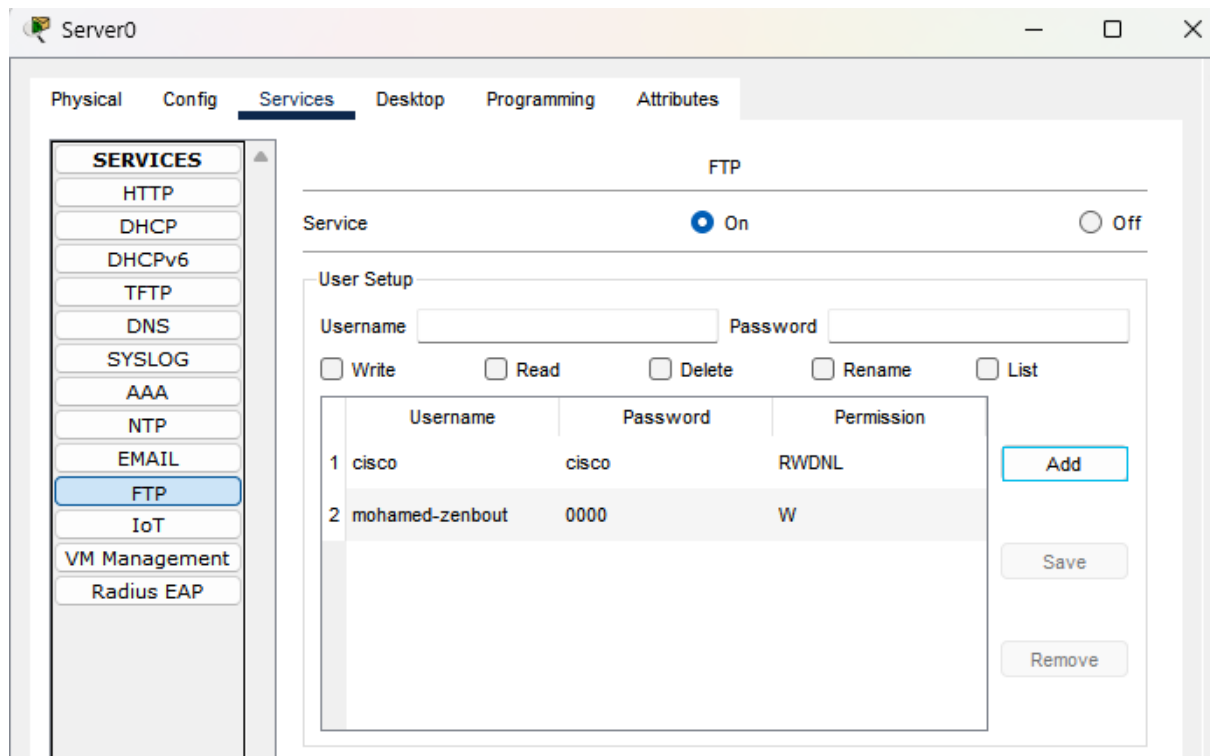 Server0
Physical Config Services Desktop Programming Attributes
SERVICES
HTTP
DHCP
DHCPv6
TFTP
DNS
SYSLOG
AAA
NTP
EMAIL
FTP
IoT
VM Management
Radius EAP
FTP
Service On Off
User Setup
Username Password
Write Read Delete Rename List
Username Password Permission
1 cisco cisco RWDNL
2 mohamed-zenbout 0000 W
Add
Save
Remove